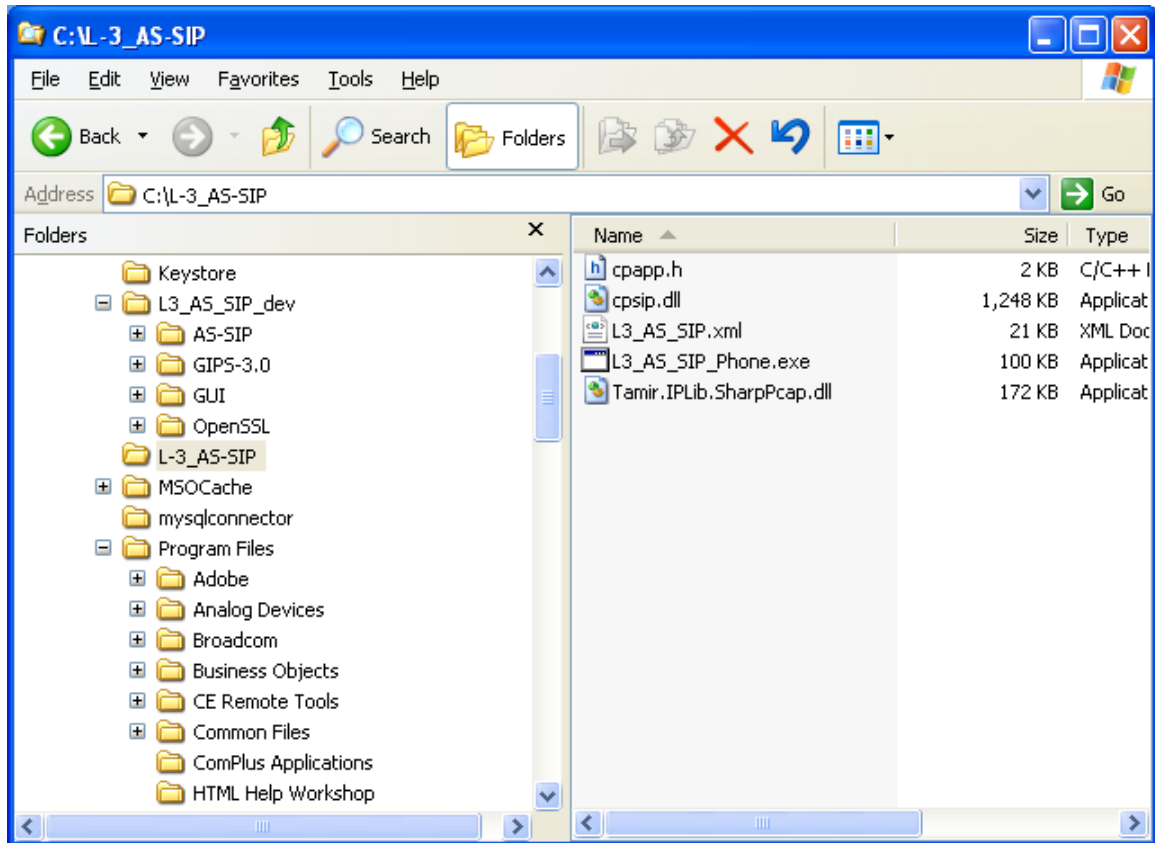 C:\L-3_AS-SIP
File Edit View Favorites Tools Help
Back Search Folders
Address C:\L-3_AS-SIP Go
Folders
Name Size Type
Keystore
L3_AS_SIP_dev
AS-SIP
GIPS-3.0
GUI
OpenSSL
L-3_AS-SIP
MSOCache
mysqlconnector
Program Files
Adobe
Analog Devices
Broadcom
Business Objects
CE Remote Tools
Common Files
ComPlus Applications
HTML Help Workshop
cpapp.h 2 KB C/C++ I
cpsip.dll 1,248 KB Applicat
L3_AS_SIP.xml 21 KB XML Doc
L3_AS_SIP_Phone.exe 100 KB Applicat
Tamir.IPLib.SharpPcap.dll 172 KB Applicat